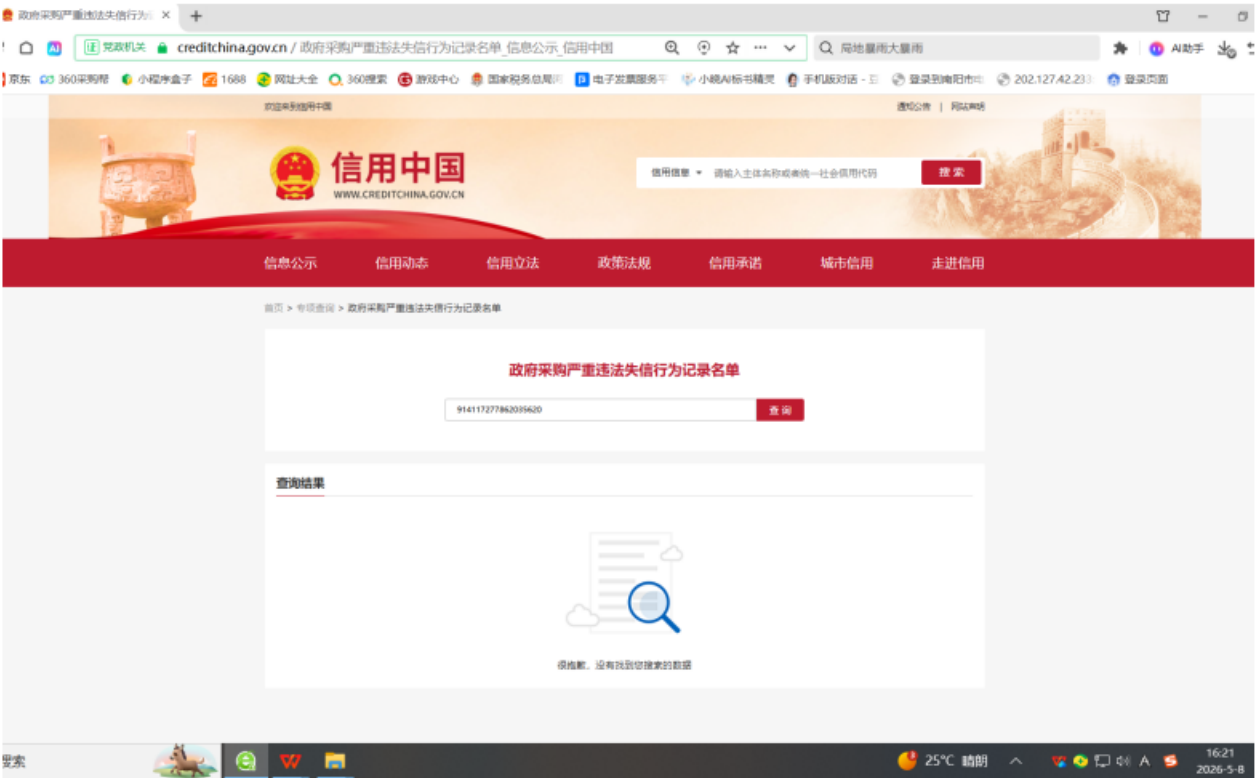 政府采购严重违法失信行为
党政机关 creditchina.gov.cn / 政府采购严重违法失信行为记录名单_信息公示_信用中国 局地暴雨大暴雨 AI助手
京东 360采购帮 小程序盒子 1688 网址大全 360搜索 游戏中心 国家税务总局 电子发票服务平 小晓AI标书精灵 手机版对话 - 登录到南阳市 202.127.42.233 登录页面
欢迎来到信用中国 通知公告 | 网站声明
信用中国
WWW.CREDITCHINA.GOV.CN
信用信息 请输入主体名称或者统一社会信用代码 搜索
信息公示 信用动态 信用立法 政策法规 信用承诺 城市信用 走进信用
首页 > 专项查询 > 政府采购严重违法失信行为记录名单
政府采购严重违法失信行为记录名单
914117277862035620 查询
查询结果
很抱歉,没有找到您搜索的数据
搜索 25°C 晴朗 A 16:21
2026-5-8